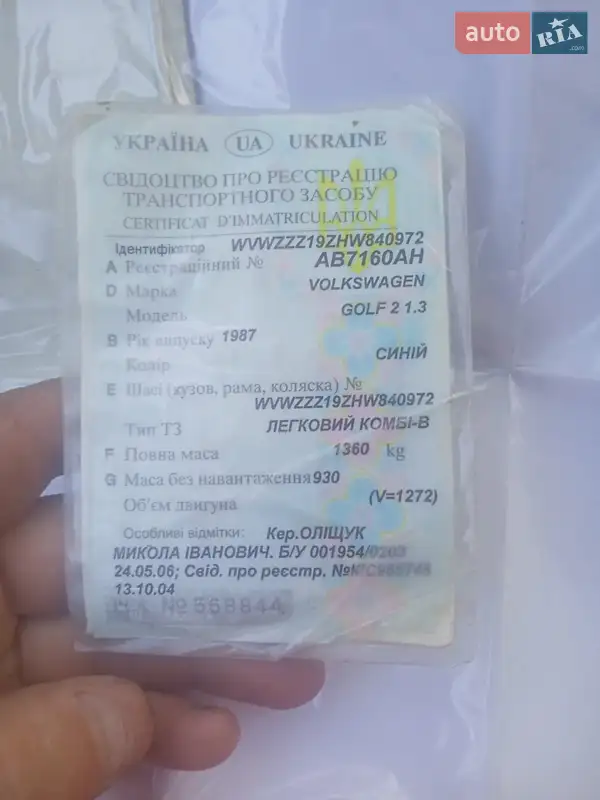 auto RIA .com
УКРАЇНА UA UKRAINE
СВІДОЦТВО ПРО РЕЄСТРАЦІЮ
ТРАНСПОРТНОГО ЗАСОБУ
CERTIFICAT D'IMMATRICULATION
Ідентифікатор WVWZZZ19ZHW840972
A Реєстраційний № AB7160AH
D Марка VOLKSWAGEN
Модель GOLF 2 1.3
B Рік випуску 1987
Колір СИНІЙ
E Шасі (кузов, рама, коляска) №
WVWZZZ19ZHW840972
Тип ТЗ ЛЕГКОВИЙ КОМБІ-В
F Повна маса 1360 kg
G Маса без навантаження 930
Об'єм двигуна (V=1272)
Особливі відмітки: Кер.ОЛІЩУК
МИКОЛА ІВАНОВИЧ. Б/У 001954/
24.05.06; Свід. про реєстр. №
13.10.04
№ 568844